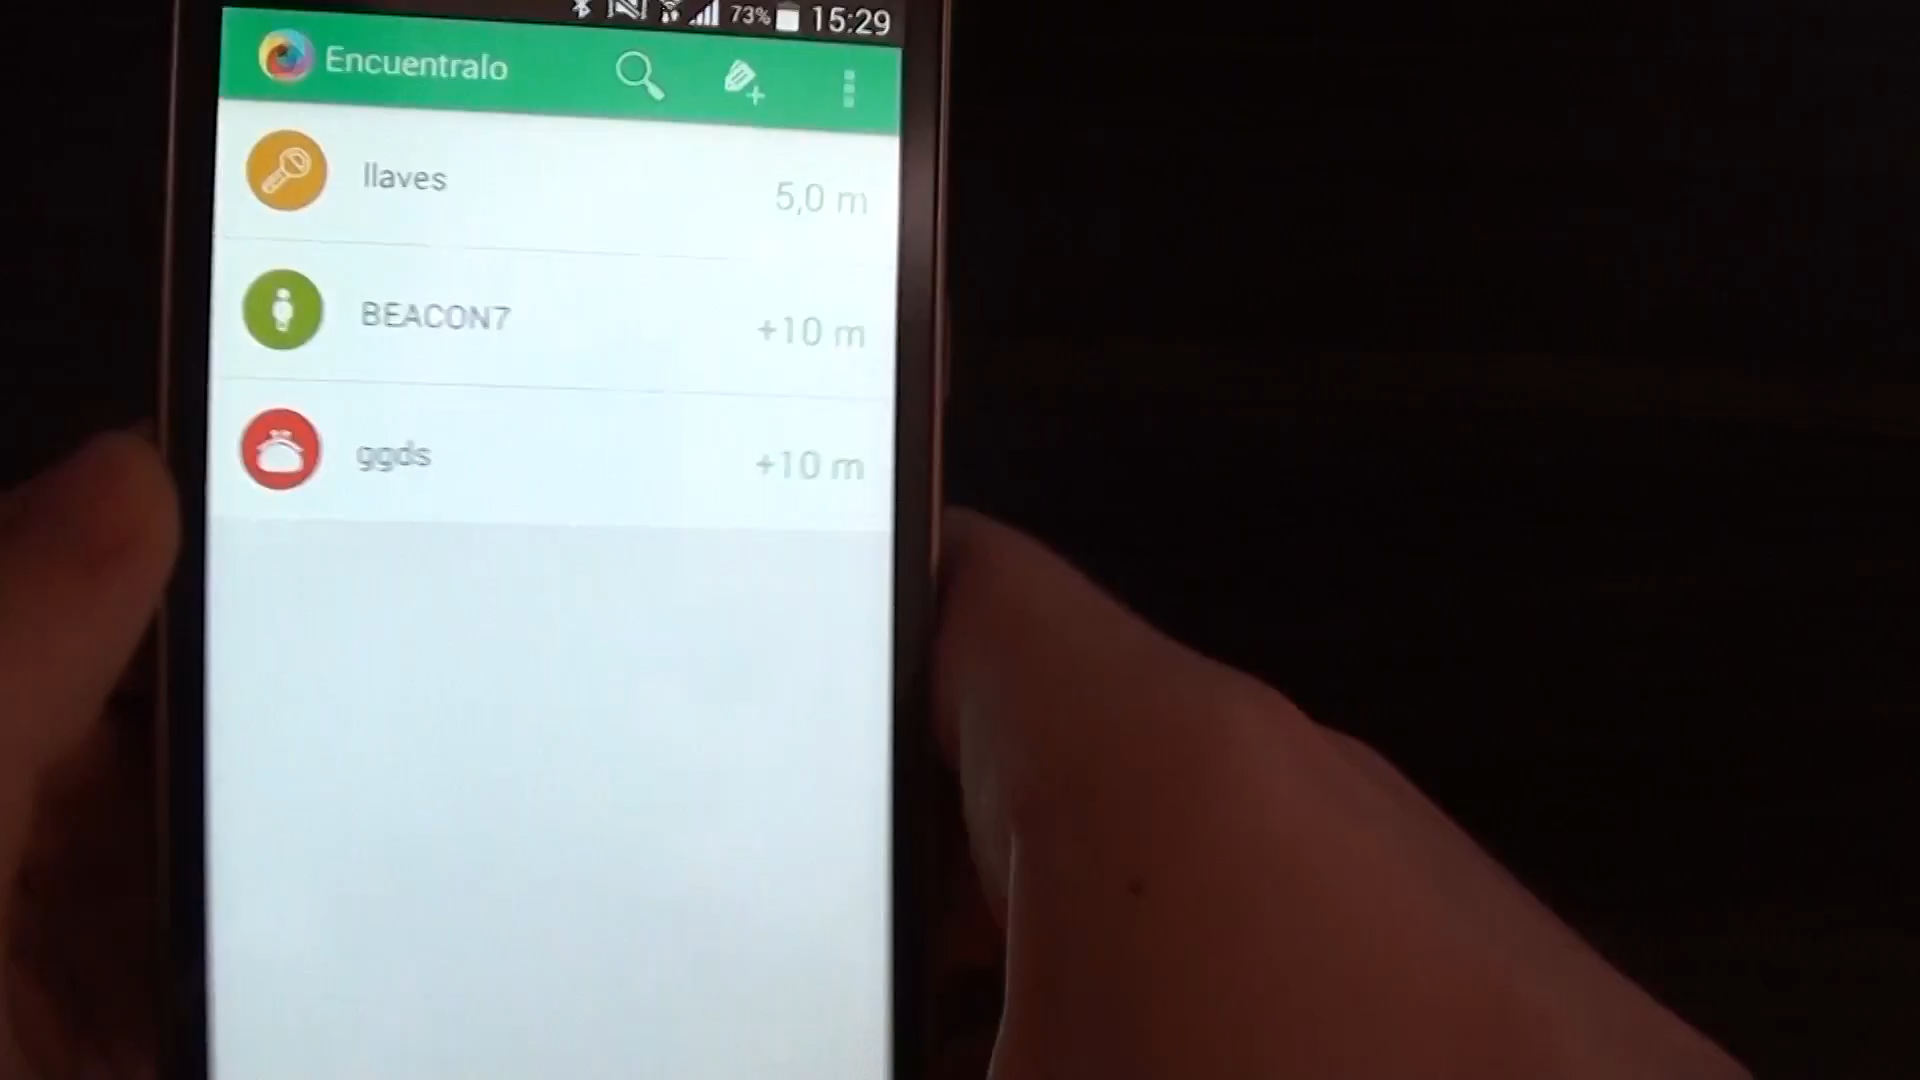 73% 15:29
Encuentralo
llaves
5,0 m
BEACON7
+10 m
ggds
+10 m